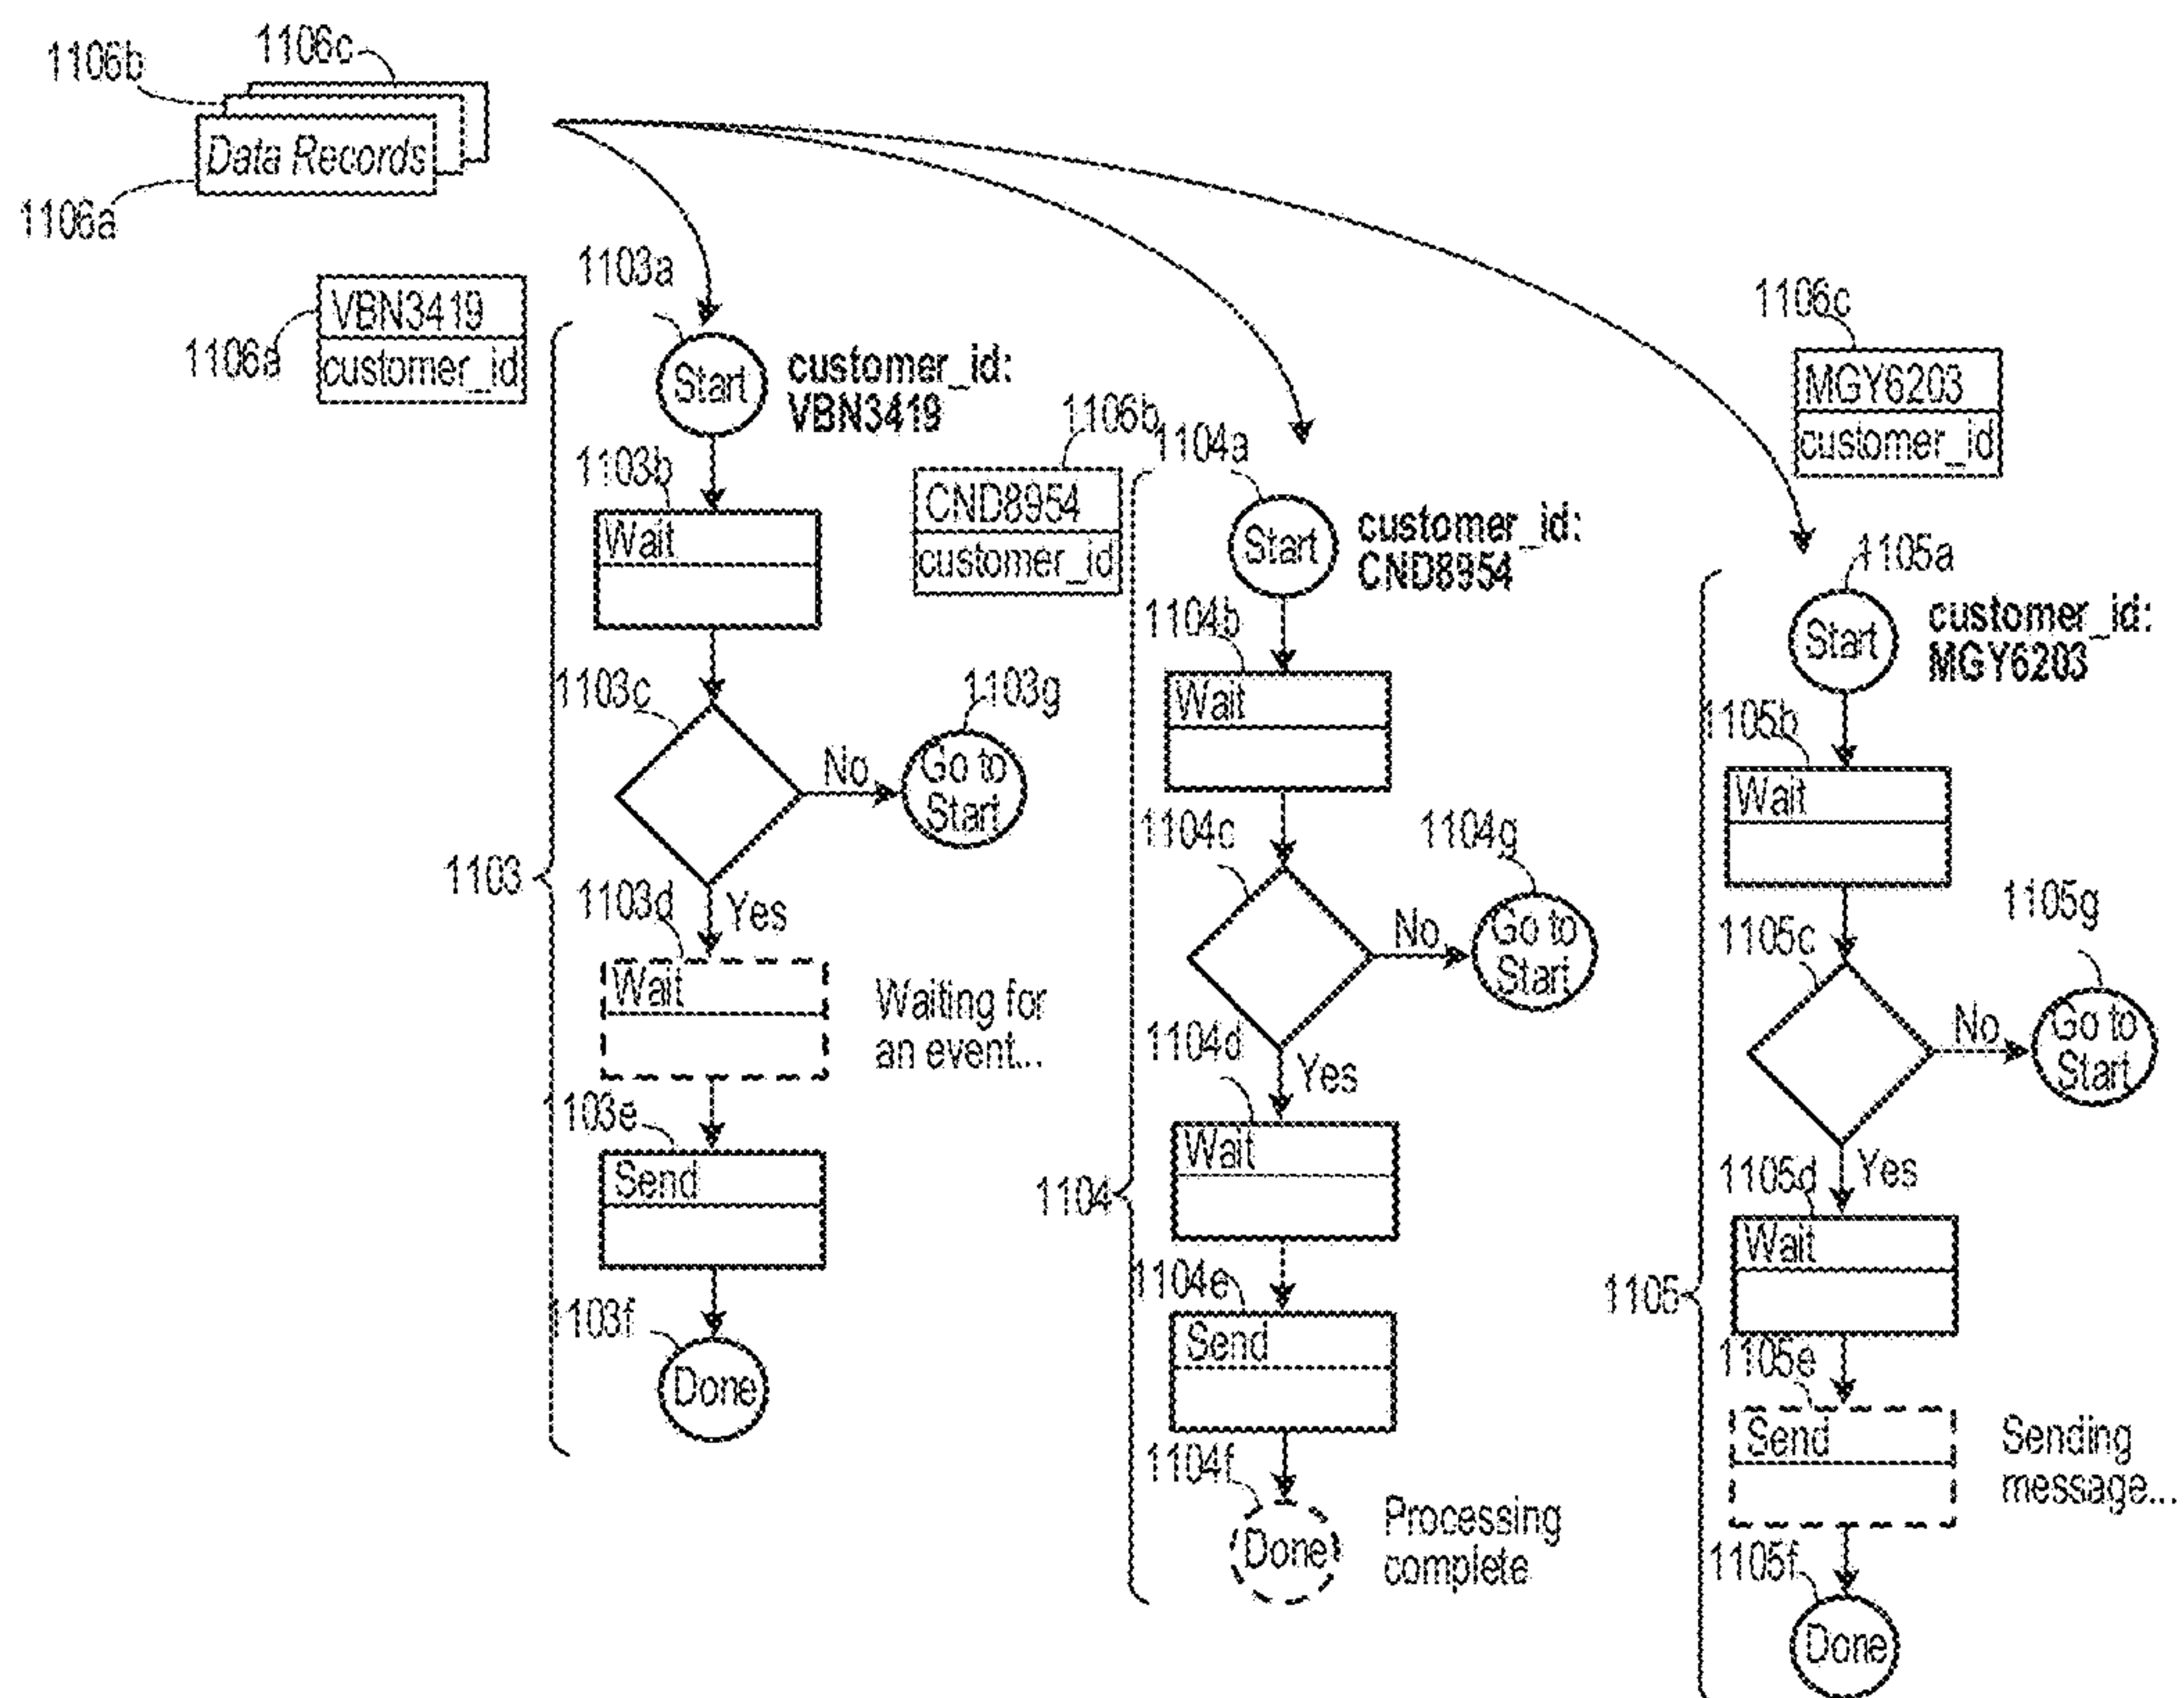 1106b
1106c
Data Records
1106a
1103a
VBN3419
customer_id
1106a
Start
customer_id:
VBN3419
1103b
Wait
1103c
1103g
No
Go to
Start
1103
1103d
Yes
Wait
Waiting for
an event...
1103e
Send
1103f
Done
1106b
CND8954
customer_id
1104a
Start
customer_id:
CND8954
1104b
Wait
1104c
1104g
No
Go to
Start
1104d
Yes
Wait
1104
1104e
Send
1104f
Done
Processing
complete
1106c
MGY6203
customer_id
1105a
Start
customer_id:
MGY6203
1105b
Wait
1105c
1105g
No
Go to
Start
1105d
Yes
Wait
1105
1105e
Send
Sending
message...
1105f
Done